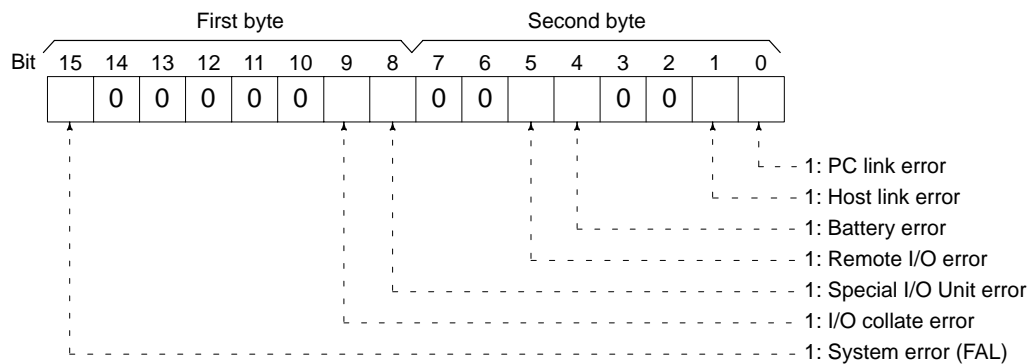 First byte Second byte
Bit 15 14 13 12 11 10 9 8 7 6 5 4 3 2 1 0
0 0 0 0 0 0 0 0 0
1: PC link error
1: Host link error
1: Battery error
1: Remote I/O error
1: Special I/O Unit error
1: I/O collate error
1: System error (FAL)